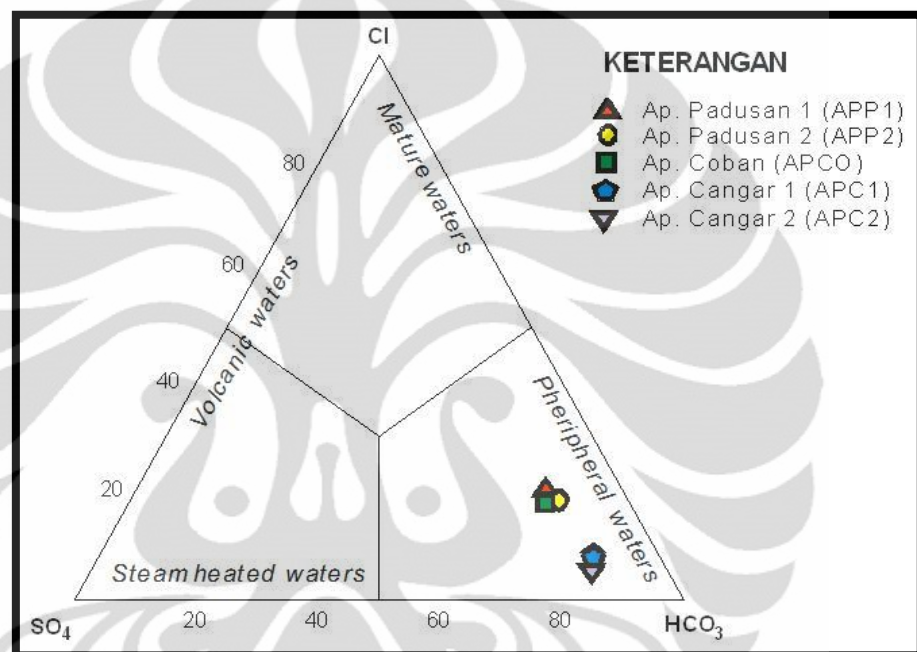 Cl
KETERANGAN
Ap. Padusan 1 (APP1)
Ap. Padusan 2 (APP2)
Ap. Coban (APCO)
Ap. Cangar 1 (APC1)
Ap. Cangar 2 (APC2)
80
Mature waters
60
Volcanic waters
40
Pheripheral waters
20
Steam heated waters
SO4
20
40
60
80
HCO3